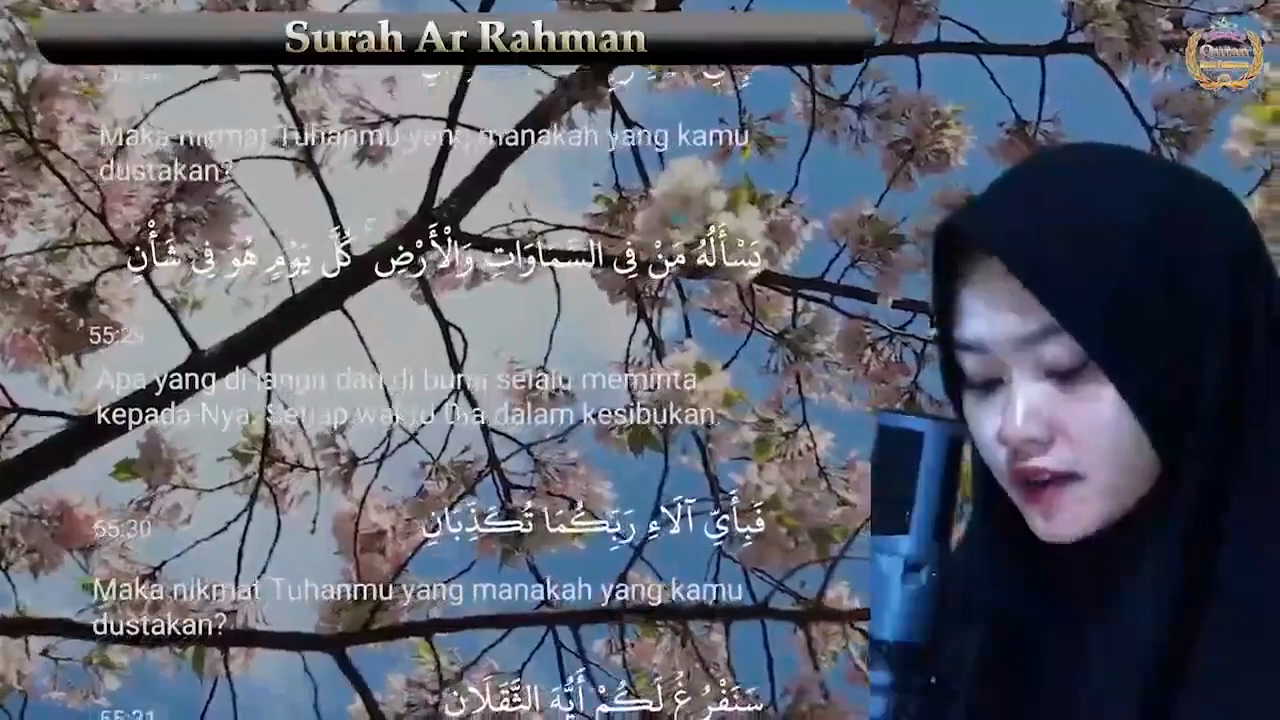 Surah Ar Rahman
Quran
Maka nikmat Tuhanmu yang manakah yang kamu
dustakan?
يَسْأَلُهُ مَنْ فِي السَّمَاوَاتِ وَالْأَرْضِ ۚ كُلَّ يَوْمٍ هُوَ فِي شَأْنٍ
55:29
Apa yang di langit dan di bumi selalu meminta
kepada-Nya. Setiap waktu Dia dalam kesibukan.
فَبِأَيِّ آلَاءِ رَبِّكُمَا تُكَذِّبَانِ
55:30
Maka nikmat Tuhanmu yang manakah yang kamu
dustakan?
سَنَفْرُغُ لَكُمْ أَيُّهَ الثَّقَلَانِ
55:31